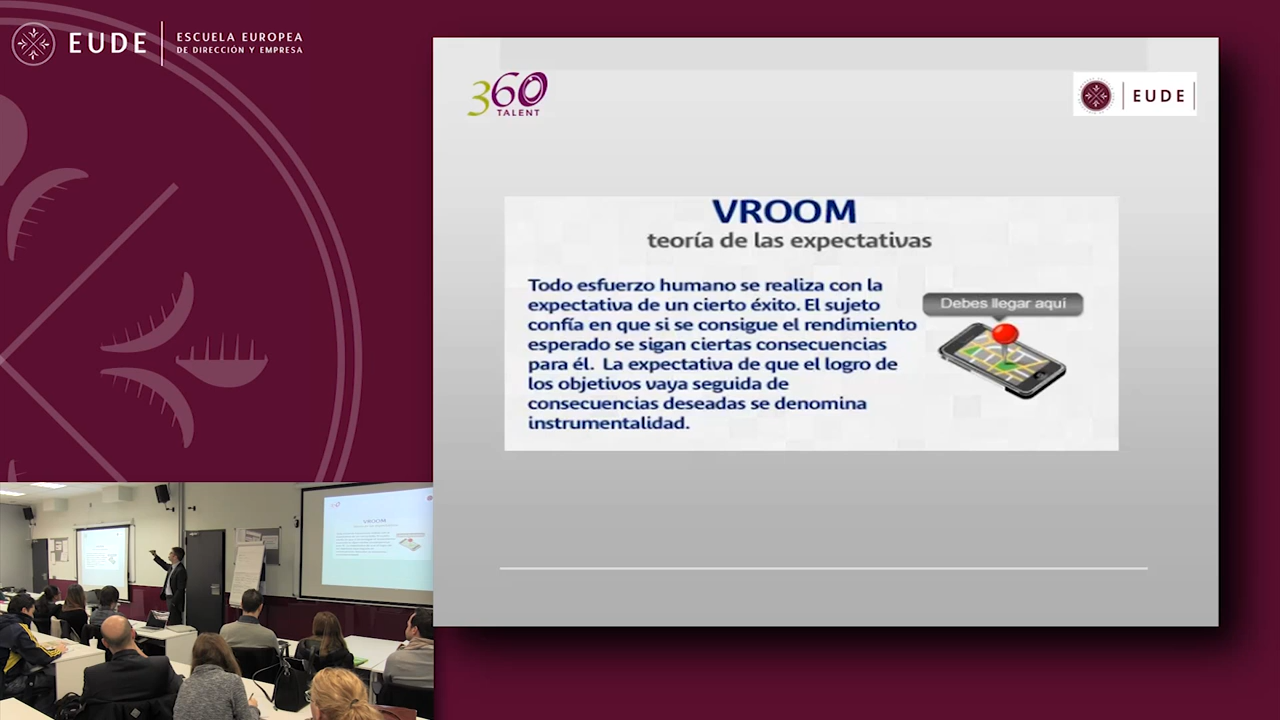 EUDE
ESCUELA EUROPEA
DE DIRECCIÓN Y EMPRESA
360
TALENT
EUDE
VROOM
teoría de las expectativas
Todo esfuerzo humano se realiza con la
expectativa de un cierto éxito. El sujeto
confía en que si se consigue el rendimiento
esperado se sigan ciertas consecuencias
para él. La expectativa de que el logro de
los objetivos vaya seguida de
consecuencias deseadas se denomina
instrumentalidad.
Debes llegar aquí
VROOM